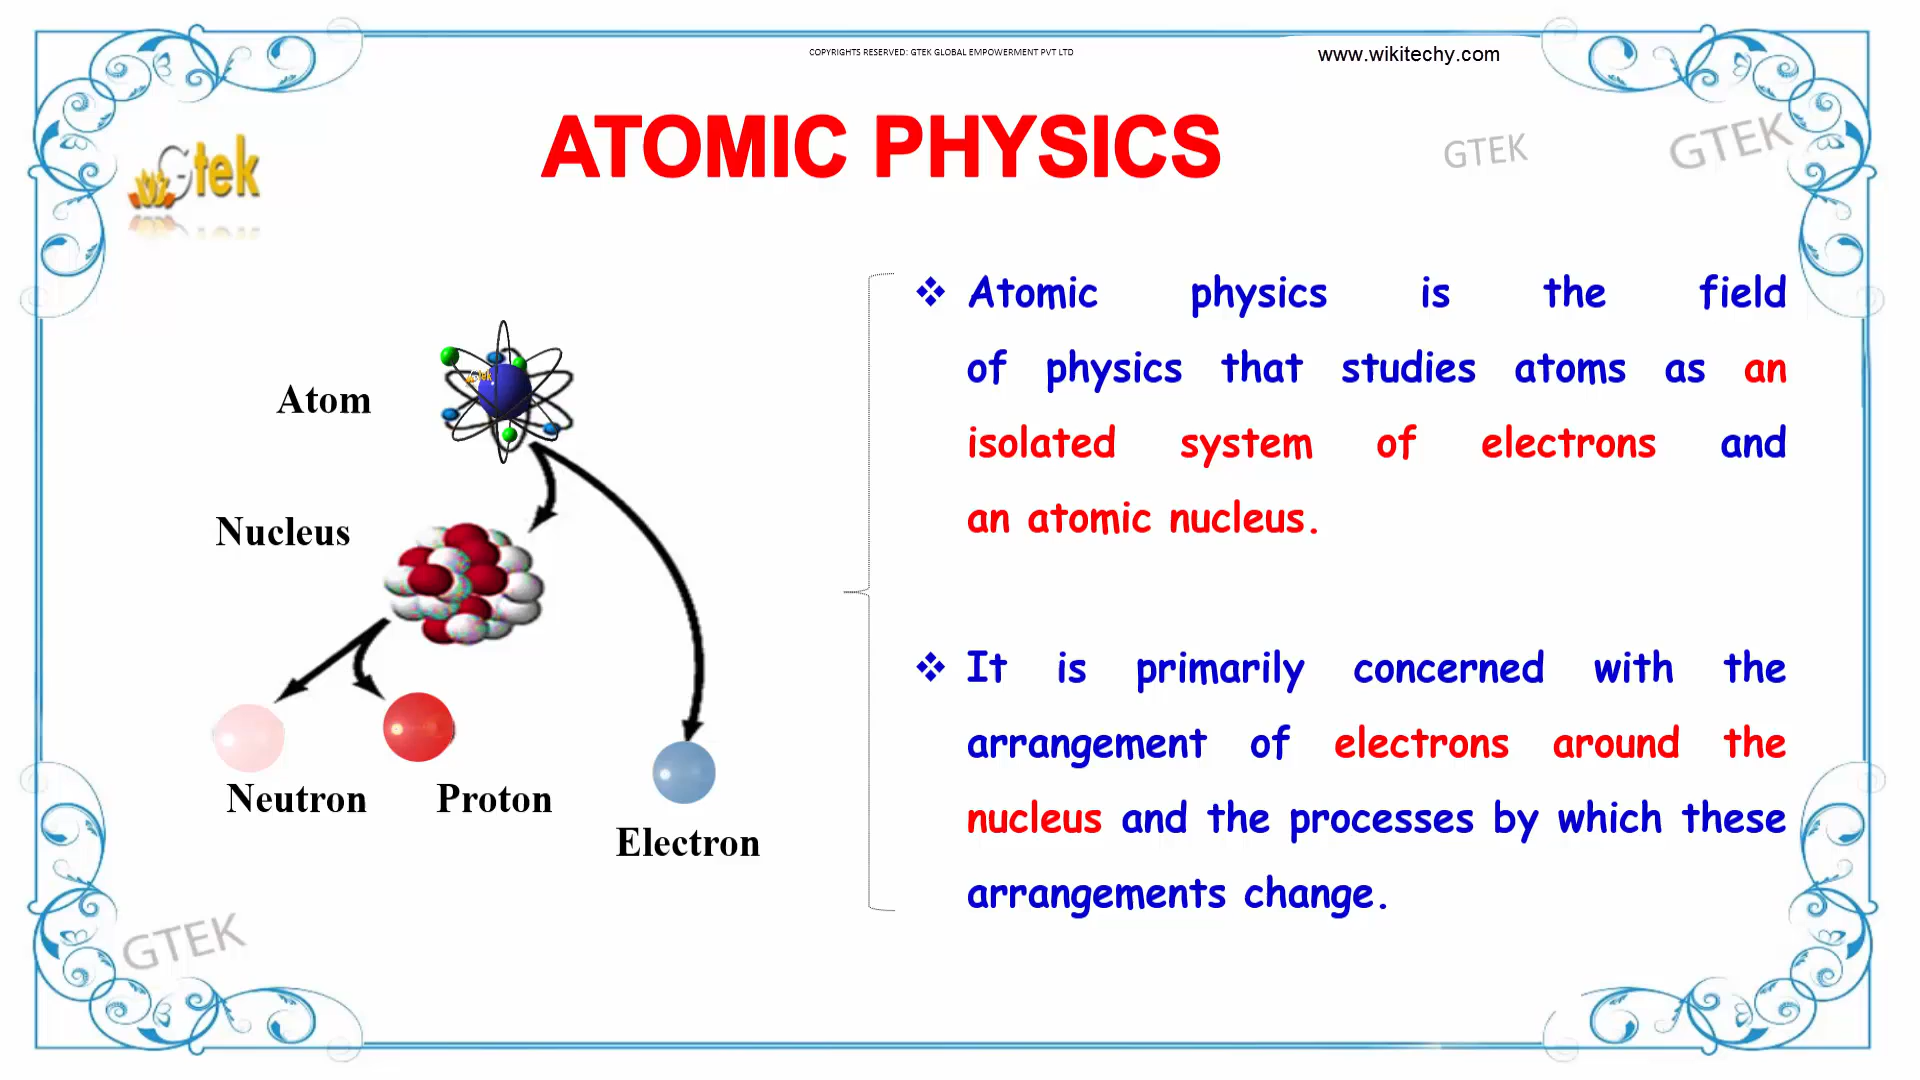 COPYRIGHTS RESERVED: GTEK GLOBAL EMPOWERMENT PVT LTD
www.wikitechy.com
Gtek
ATOMIC PHYSICS
GTEK
GTEK
Atom
Gtek
Nucleus
Neutron
Proton
Electron
❖ Atomic physics is the field
of physics that studies atoms as an
isolated system of electrons and
an atomic nucleus.
❖ It is primarily concerned with the
arrangement of electrons around the
nucleus and the processes by which these
arrangements change.
GTEK